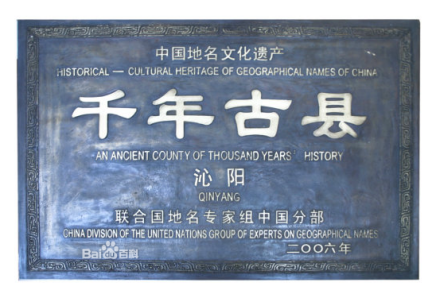 中国地名文化遗产
HISTORICAL — CULTURAL HERITAGE OF GEOGRAPHICAL NAMES OF CHINA
千年古县
AN ANCIENT COUNTY OF THOUSAND YEARS HISTORY
沁阳
QINYANG
联合国地名专家组中国分部
CHINA DIVISION OF THE UNITED NATIONS GROUP OF EXPERTS ON GEOGRAPHICAL NAMES
二〇〇六年
Bai百科